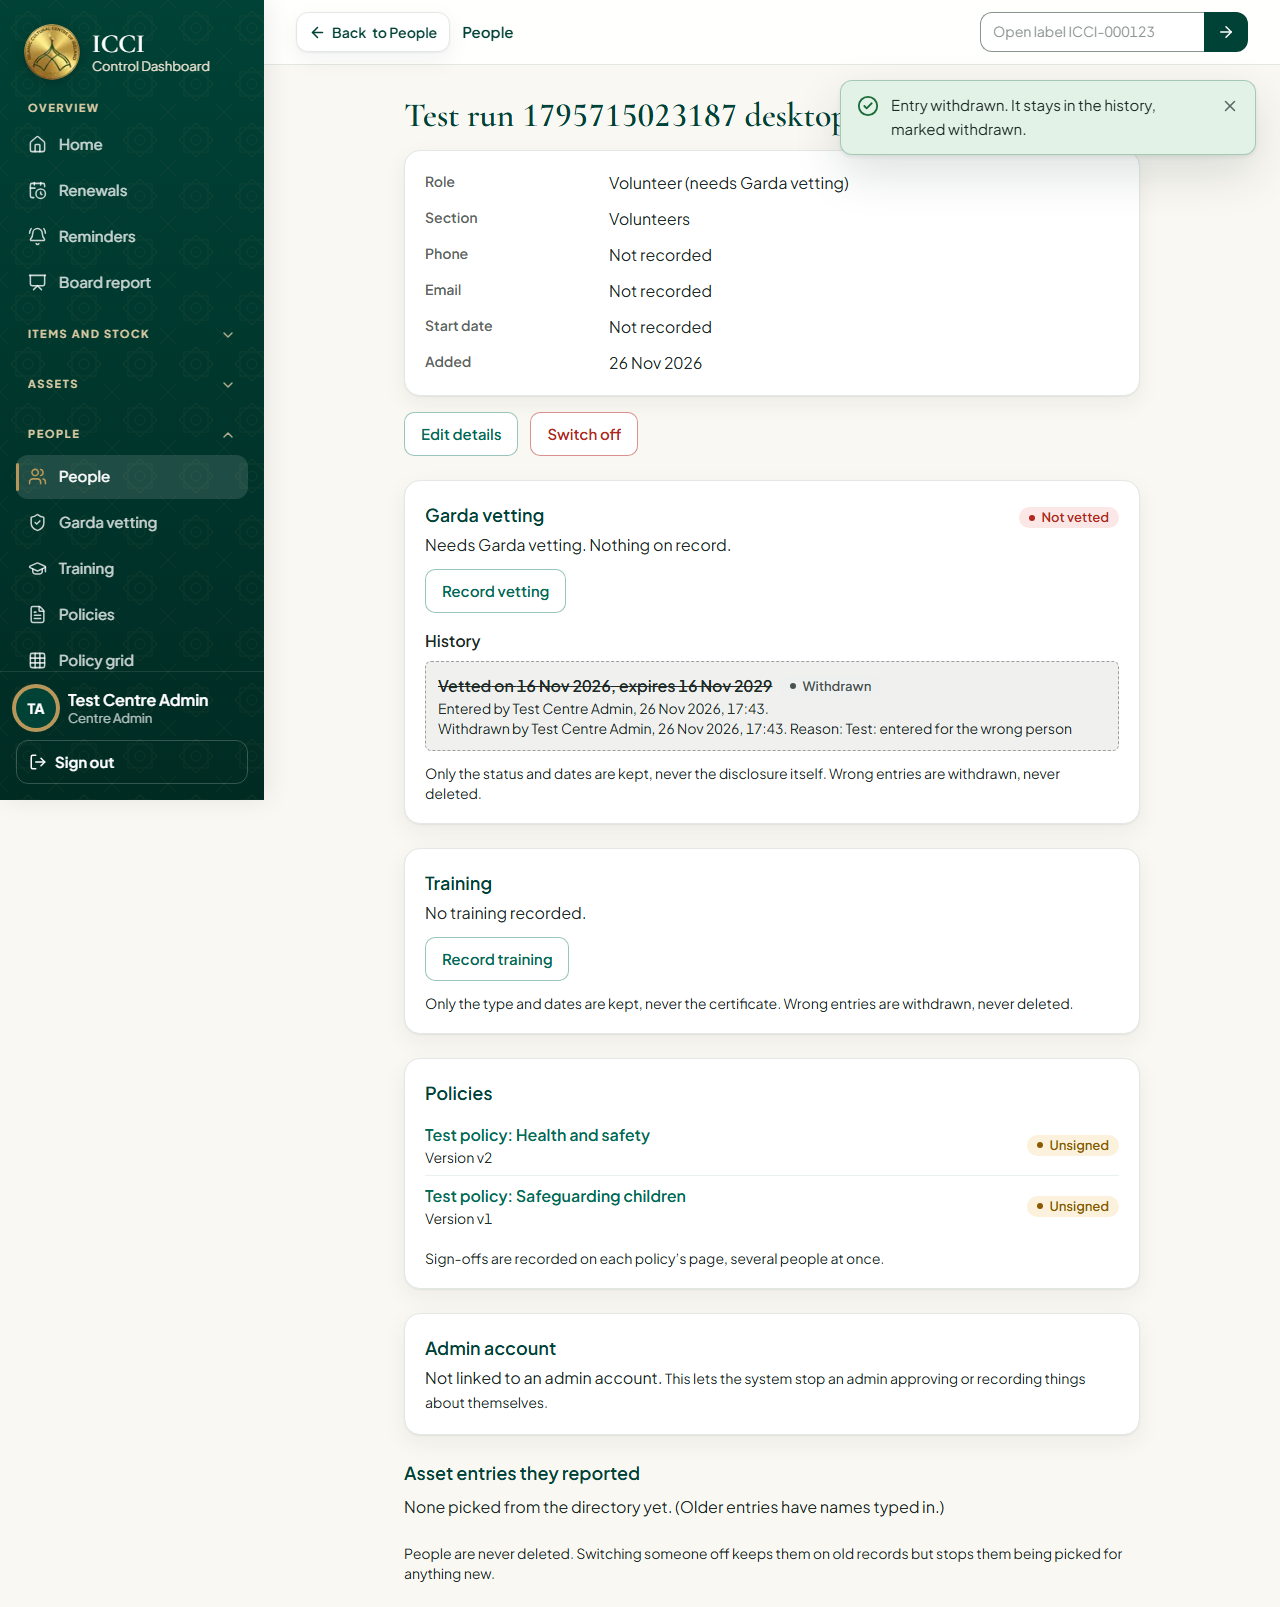 ICCI
Control Dashboard
OVERVIEW
Home
Renewals
Reminders
Board report
ITEMS AND STOCK
ASSETS
PEOPLE
People
Garda vetting
Training
Policies
Policy grid
TA
Test Centre Admin
Centre Admin
Sign out
Back to People
People
Open label ICCI-000123
Entry withdrawn. It stays in the history,
marked withdrawn.
Test run 1795715023187 desktop
Role
Volunteer (needs Garda vetting)
Section
Volunteers
Phone
Not recorded
Email
Not recorded
Start date
Not recorded
Added
26 Nov 2026
Edit details
Switch off
Garda vetting
Not vetted
Needs Garda vetting. Nothing on record.
Record vetting
History
Vetted on 16 Nov 2026, expires 16 Nov 2029
Withdrawn
Entered by Test Centre Admin, 26 Nov 2026, 17:43.
Withdrawn by Test Centre Admin, 26 Nov 2026, 17:43. Reason: Test: entered for the wrong person
Only the status and dates are kept, never the disclosure itself. Wrong entries are withdrawn, never
deleted.
Training
No training recorded.
Record training
Only the type and dates are kept, never the certificate. Wrong entries are withdrawn, never deleted.
Policies
Test policy: Health and safety
Version v2
Unsigned
Test policy: Safeguarding children
Version v1
Unsigned
Sign-offs are recorded on each policy's page, several people at once.
Admin account
Not linked to an admin account. This lets the system stop an admin approving or recording things
about themselves.
Asset entries they reported
None picked from the directory yet. (Older entries have names typed in.)
People are never deleted. Switching someone off keeps them on old records but stops them being picked for
anything new.